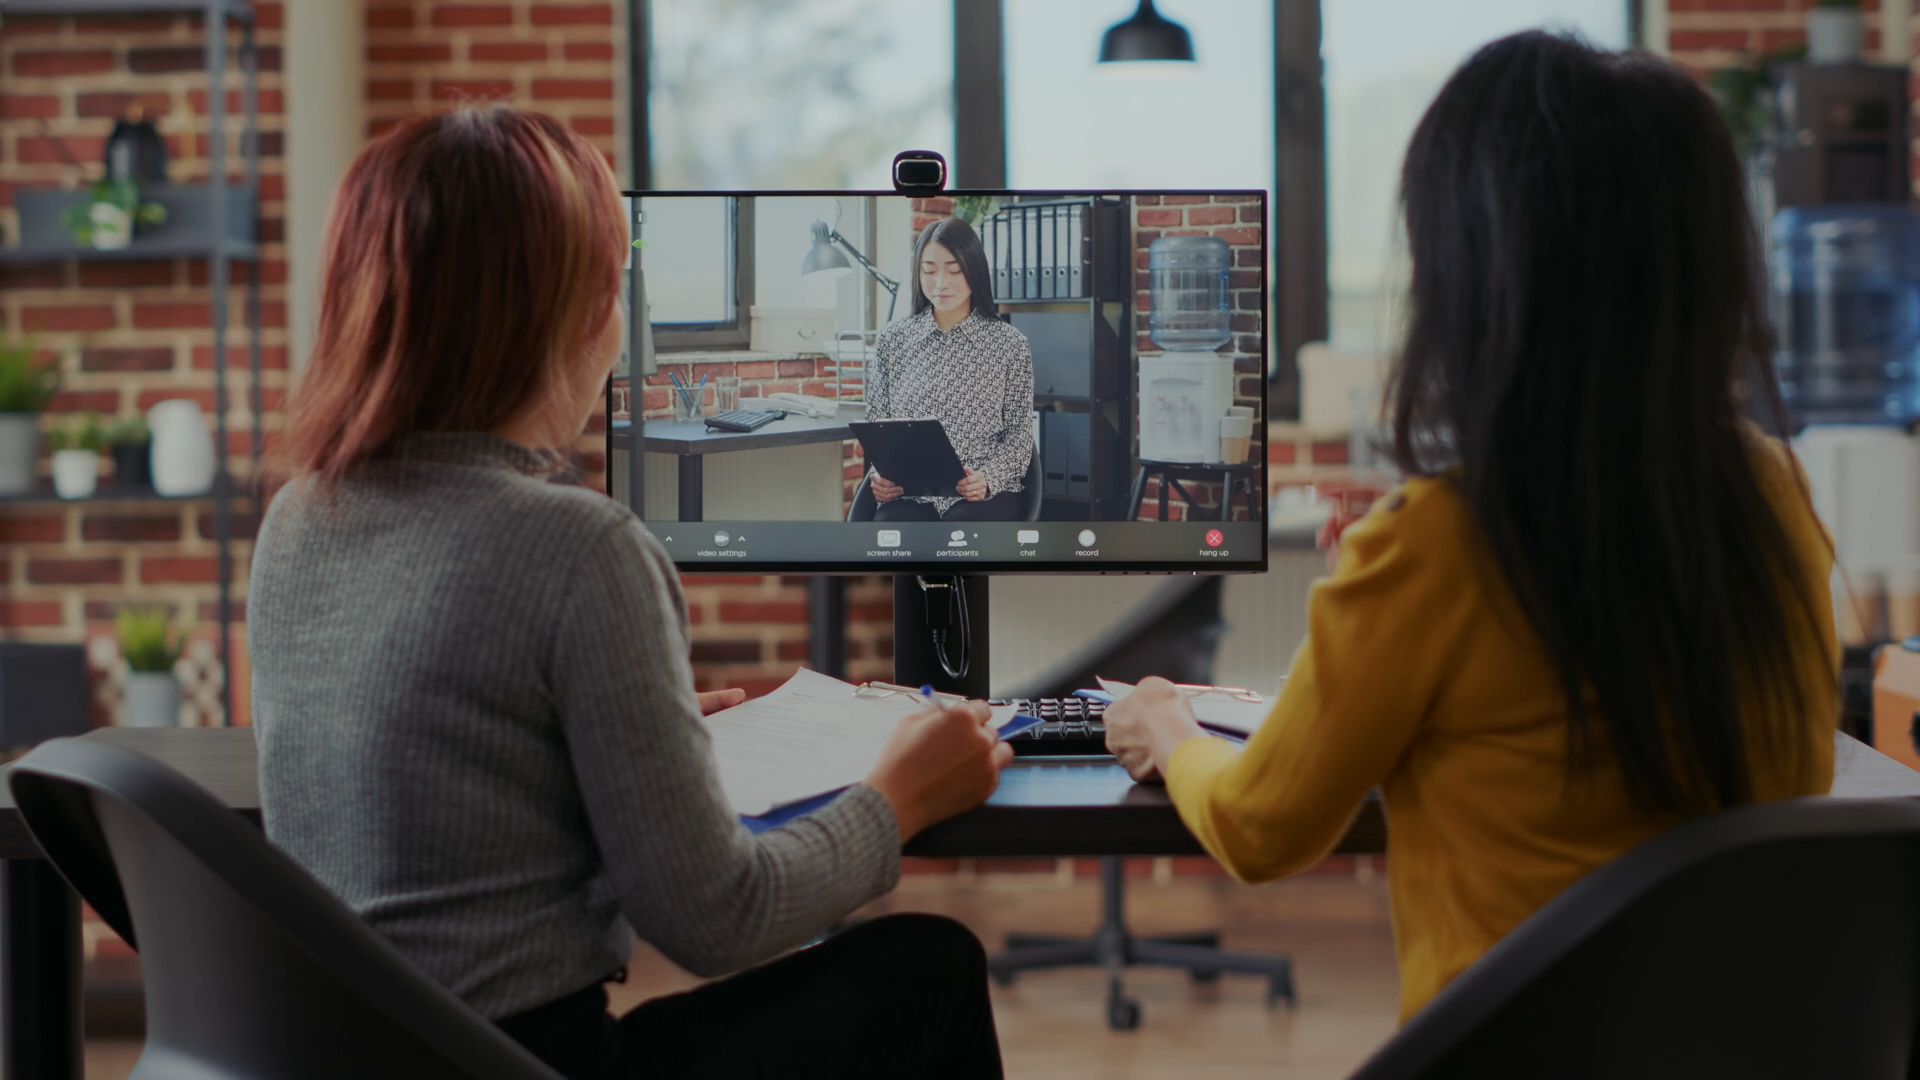 video settings
screen share
participants
chat
record
hang up